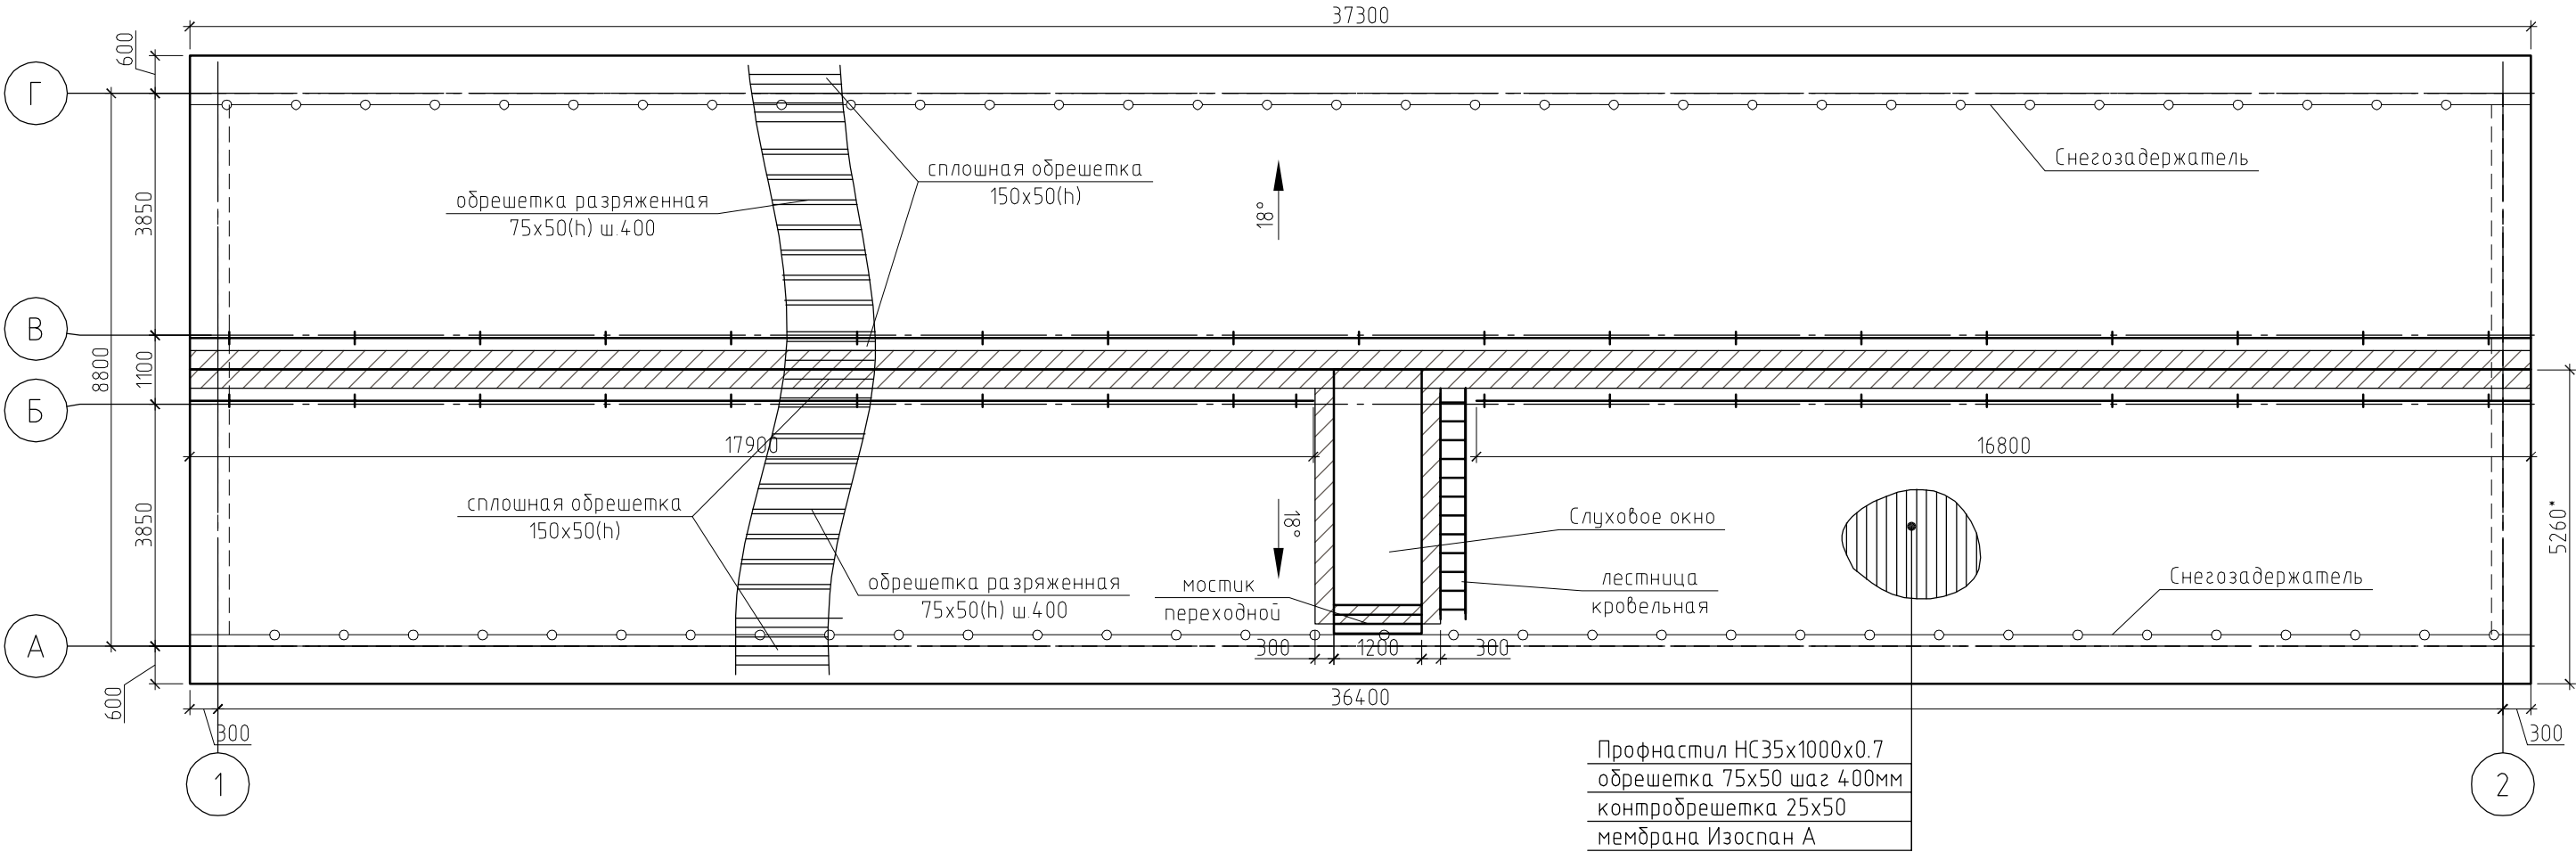 37300
600
Г
Снегозадержатель
сплошная обрешетка
150х50(h)
обрешетка разряженная
75х50(h) ш.400
18°
3850
В
8800
1100
Б
17900
16800
сплошная обрешетка
150х50(h)
18°
Слуховое окно
5260*
3850
обрешетка разряженная
75х50(h) ш.400
мостик
переходной
лестница
кровельная
Снегозадержатель
А
300
1200
300
600
36400
300
300
1
2
Профнастил НС35х1000х0.7
обрешетка 75х50 шаг 400мм
контробрешетка 25х50
мембрана Изоспан А